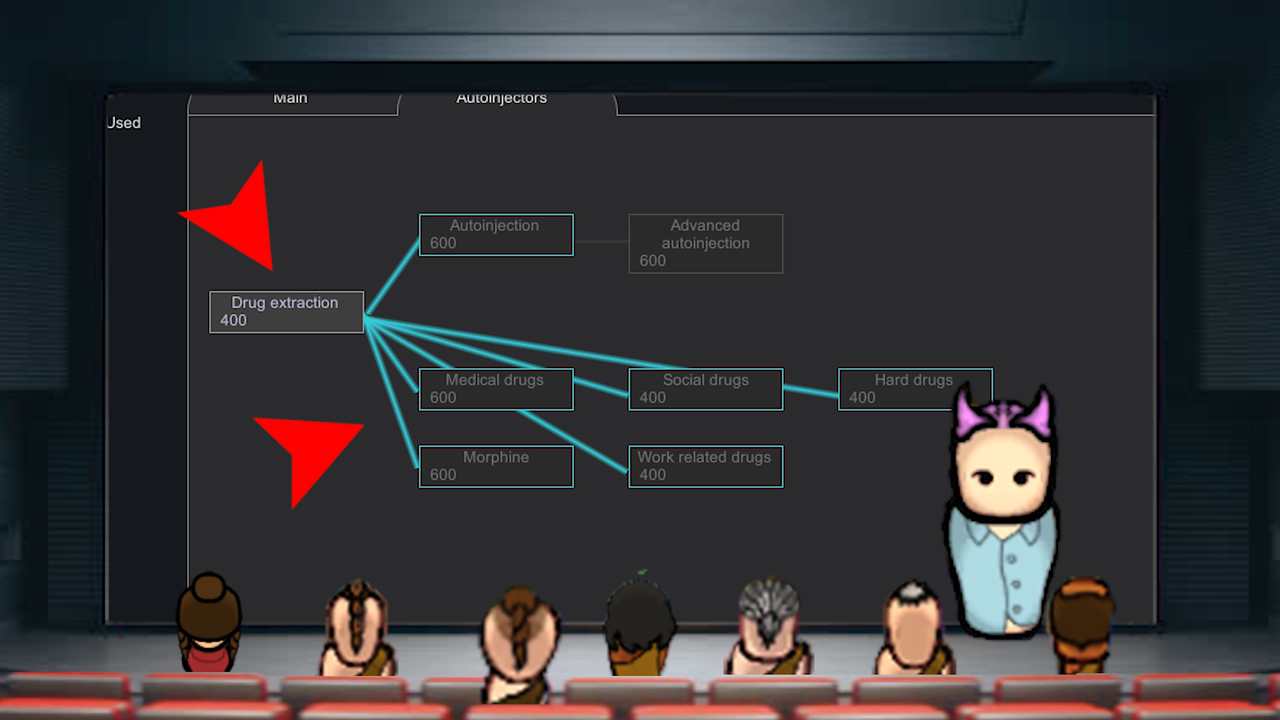 Main
Autoinjectors
Used
Autoinjection
600
Advanced
autoinjection
600
Drug extraction
400
Medical drugs
600
Social drugs
400
Hard drugs
400
Morphine
600
Work related drugs
400